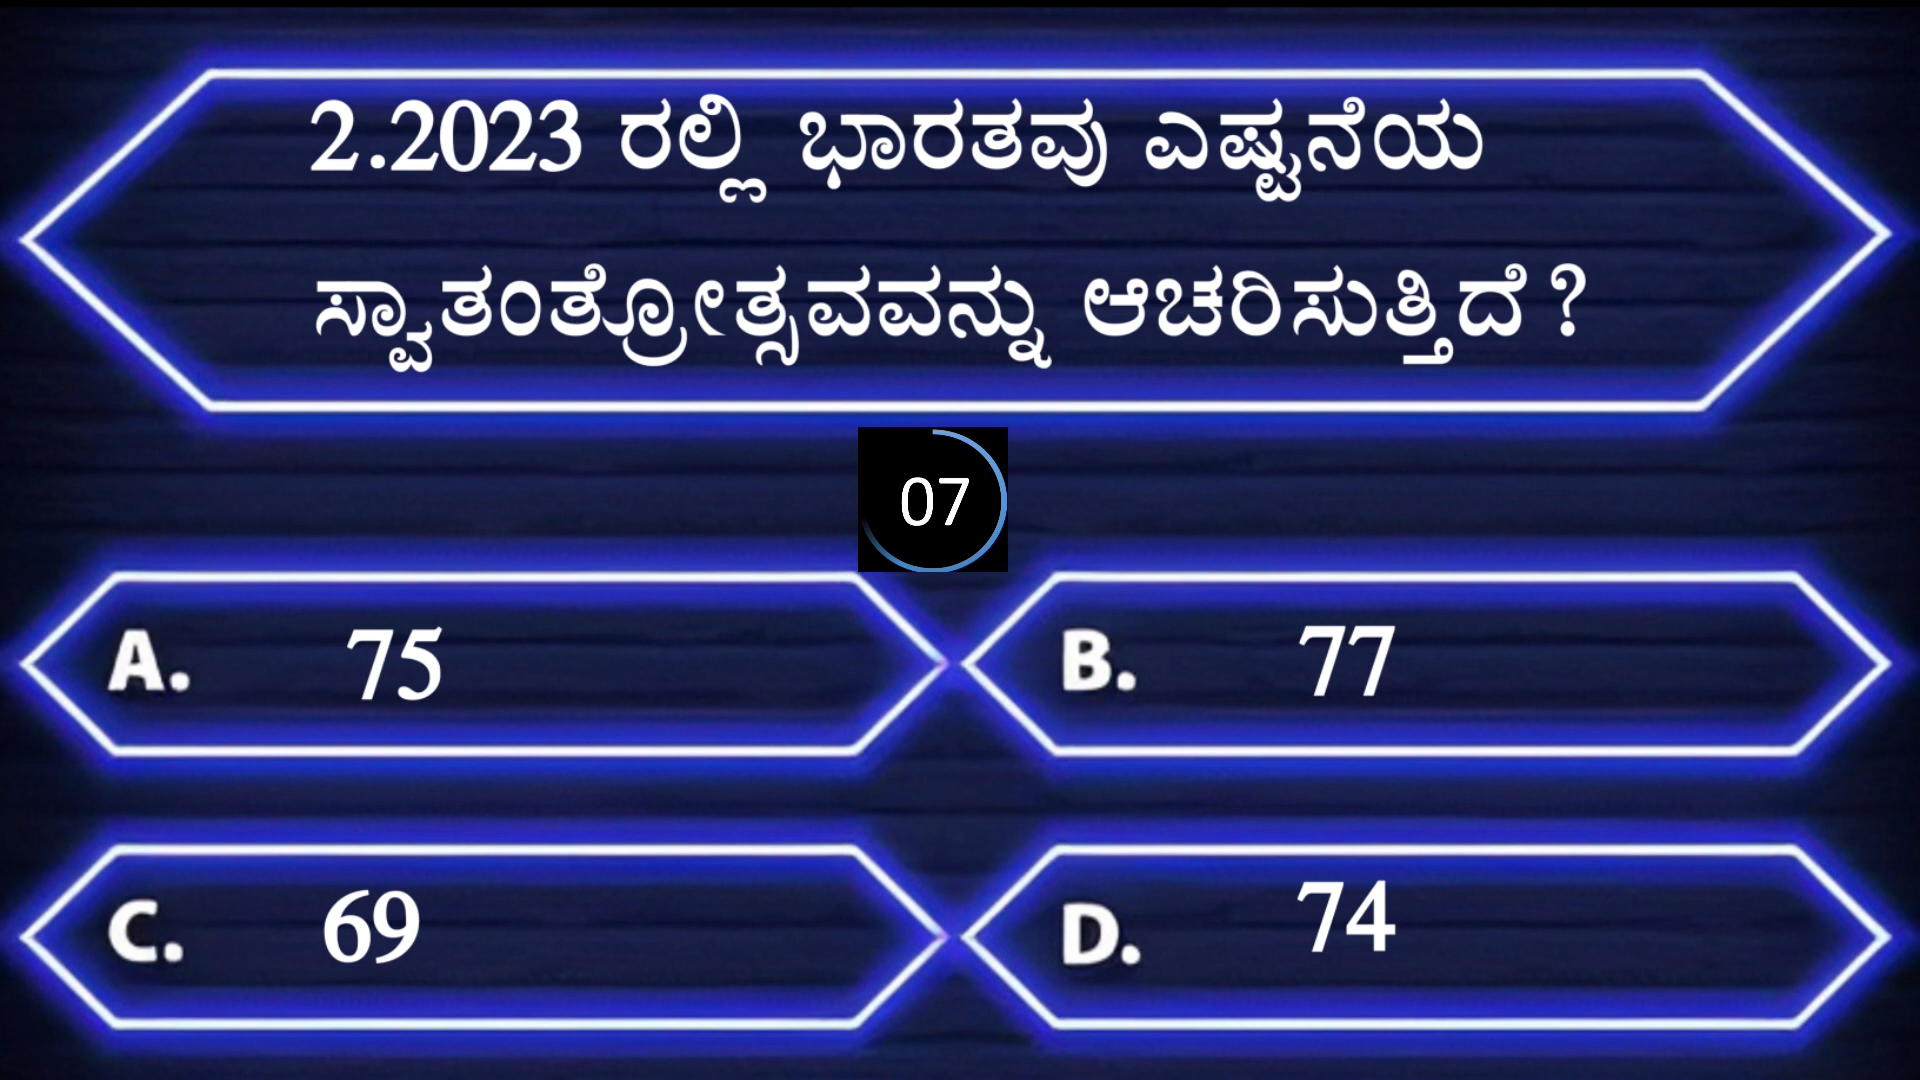 2.2023 ರಲ್ಲಿ ಭಾರತವು ಎಷ್ಟನೆಯ
ಸ್ವಾತಂತ್ರ್ಯೋತ್ಸವವನ್ನು ಆಚರಿಸುತ್ತಿದೆ ?
07
A. 75
B. 77
C. 69
D. 74